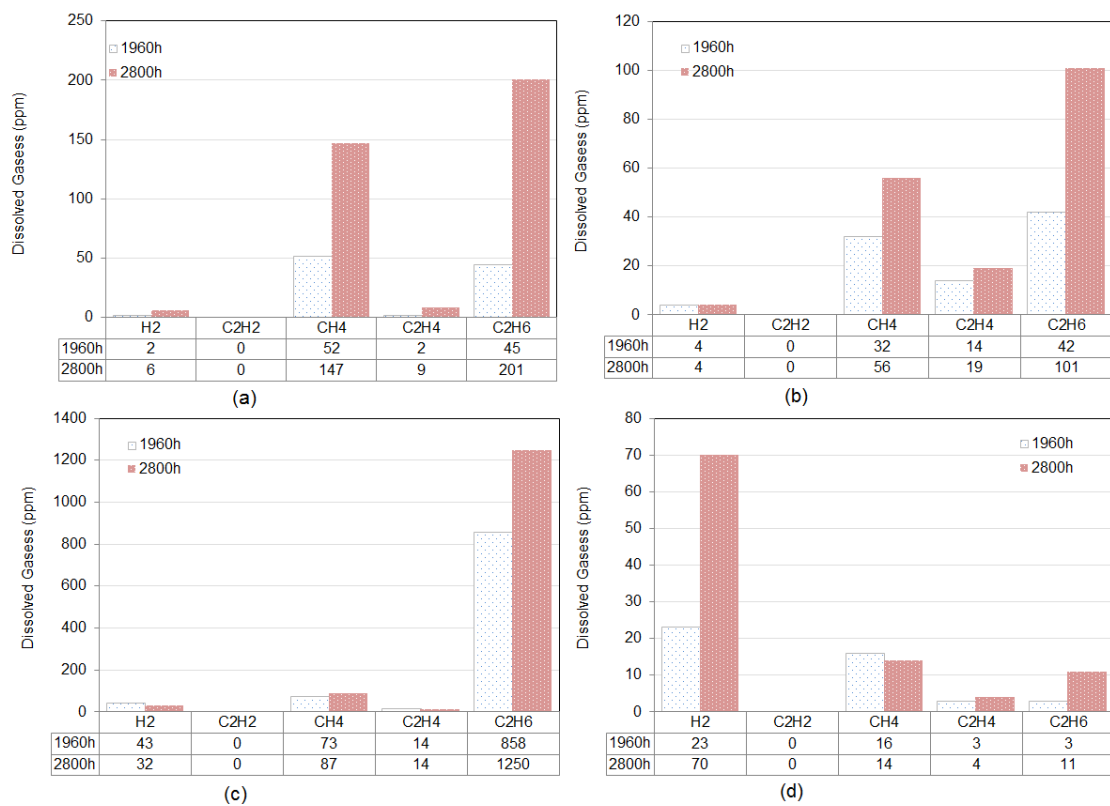 250
200
150
100
50
0
Dissolved Gasess (ppm)
1960h
2800h
H2 C2H2 CH4 C2H4 C2H6
1960h 2 0 52 2 45
2800h 6 0 147 9 201
(a)
120
100
80
60
40
20
0
Dissolved Gasess (ppm)
1960h
2800h
H2 C2H2 CH4 C2H4 C2H6
1960h 4 0 32 14 42
2800h 4 0 56 19 101
(b)
1400
1200
1000
800
600
400
200
0
Dissolved Gasess (ppm)
1960h
2800h
H2 C2H2 CH4 C2H4 C2H6
1960h 43 0 73 14 858
2800h 32 0 87 14 1250
(c)
80
70
60
50
40
30
20
10
0
Dissolved Gasess (ppm)
1960h
2800h
H2 C2H2 CH4 C2H4 C2H6
1960h 23 0 16 3 3
2800h 70 0 14 4 11
(d)